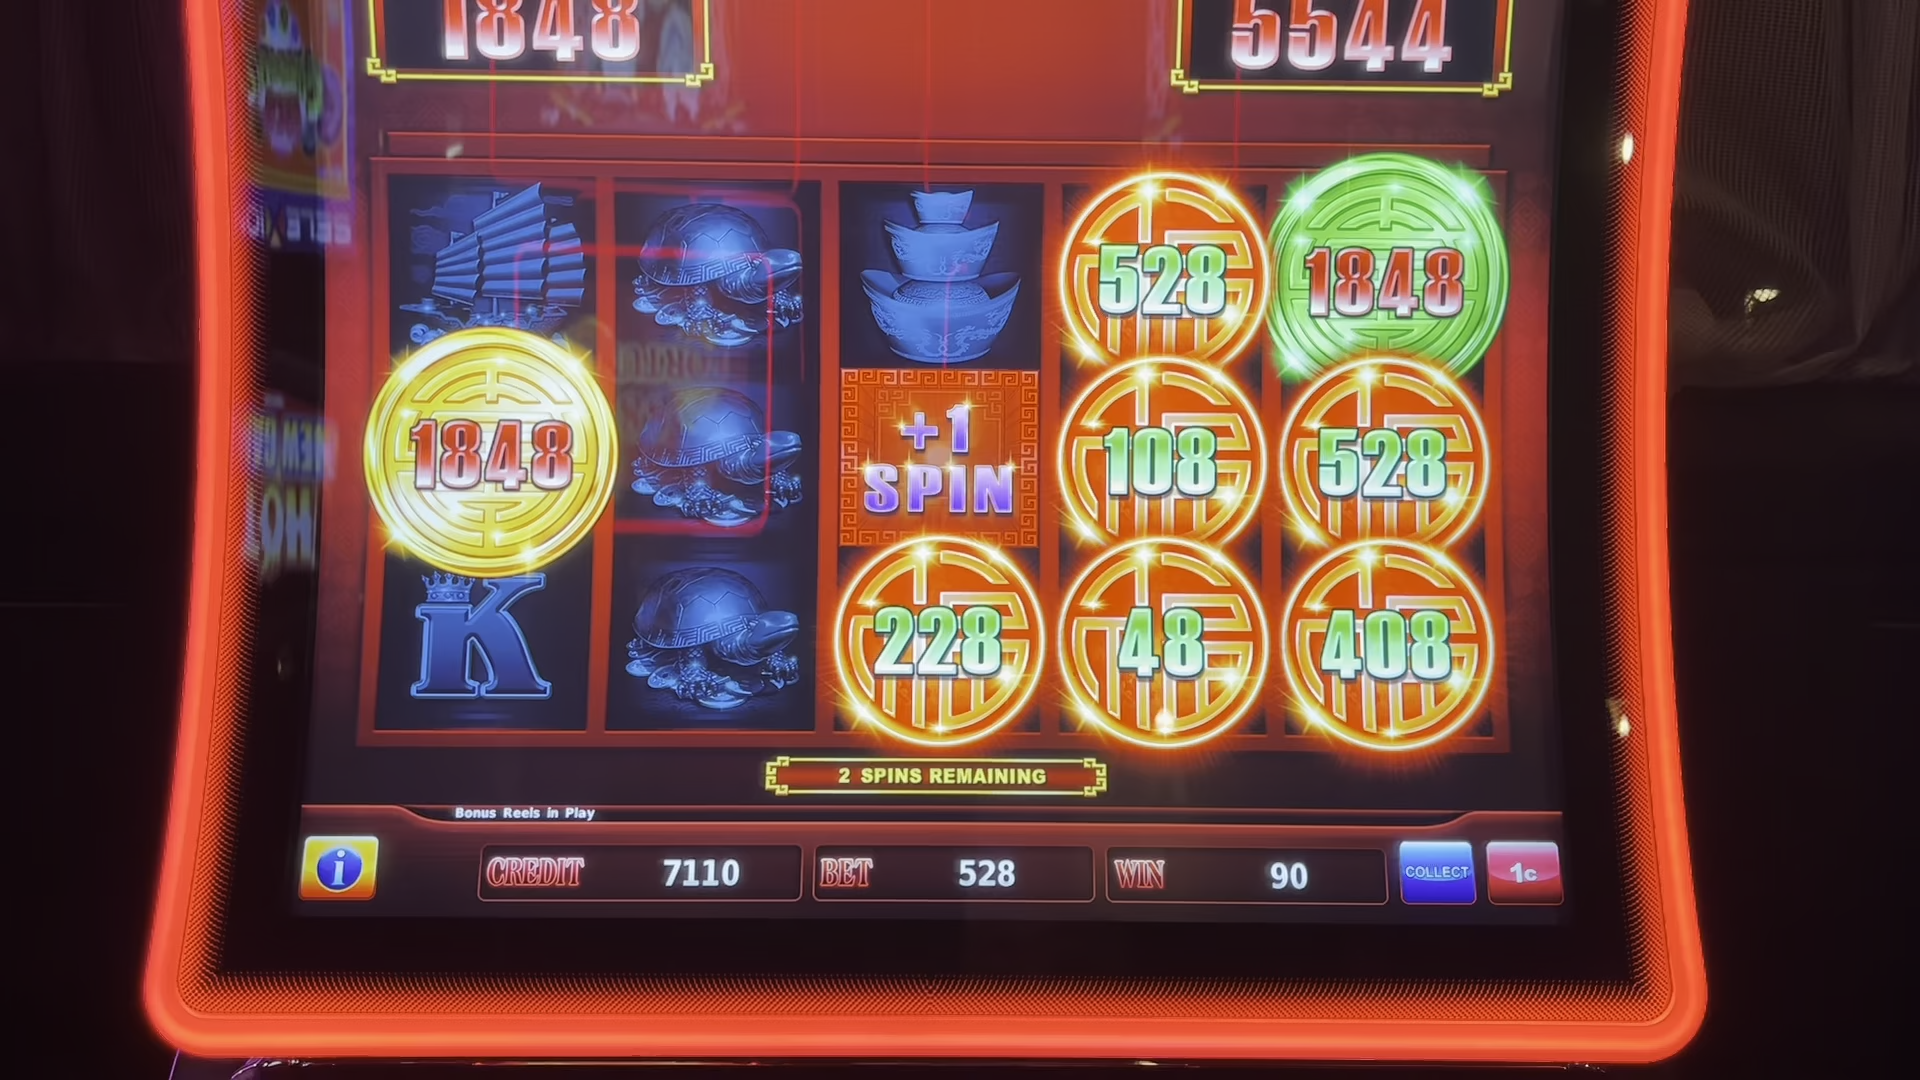 1848
5544
528
1848
1848
+1
SPIN
108
528
K
228
48
408
2 SPINS REMAINING
Bonus Reels in Play
i
CREDIT 7110
BET 528
WIN 90
COLLECT
1c